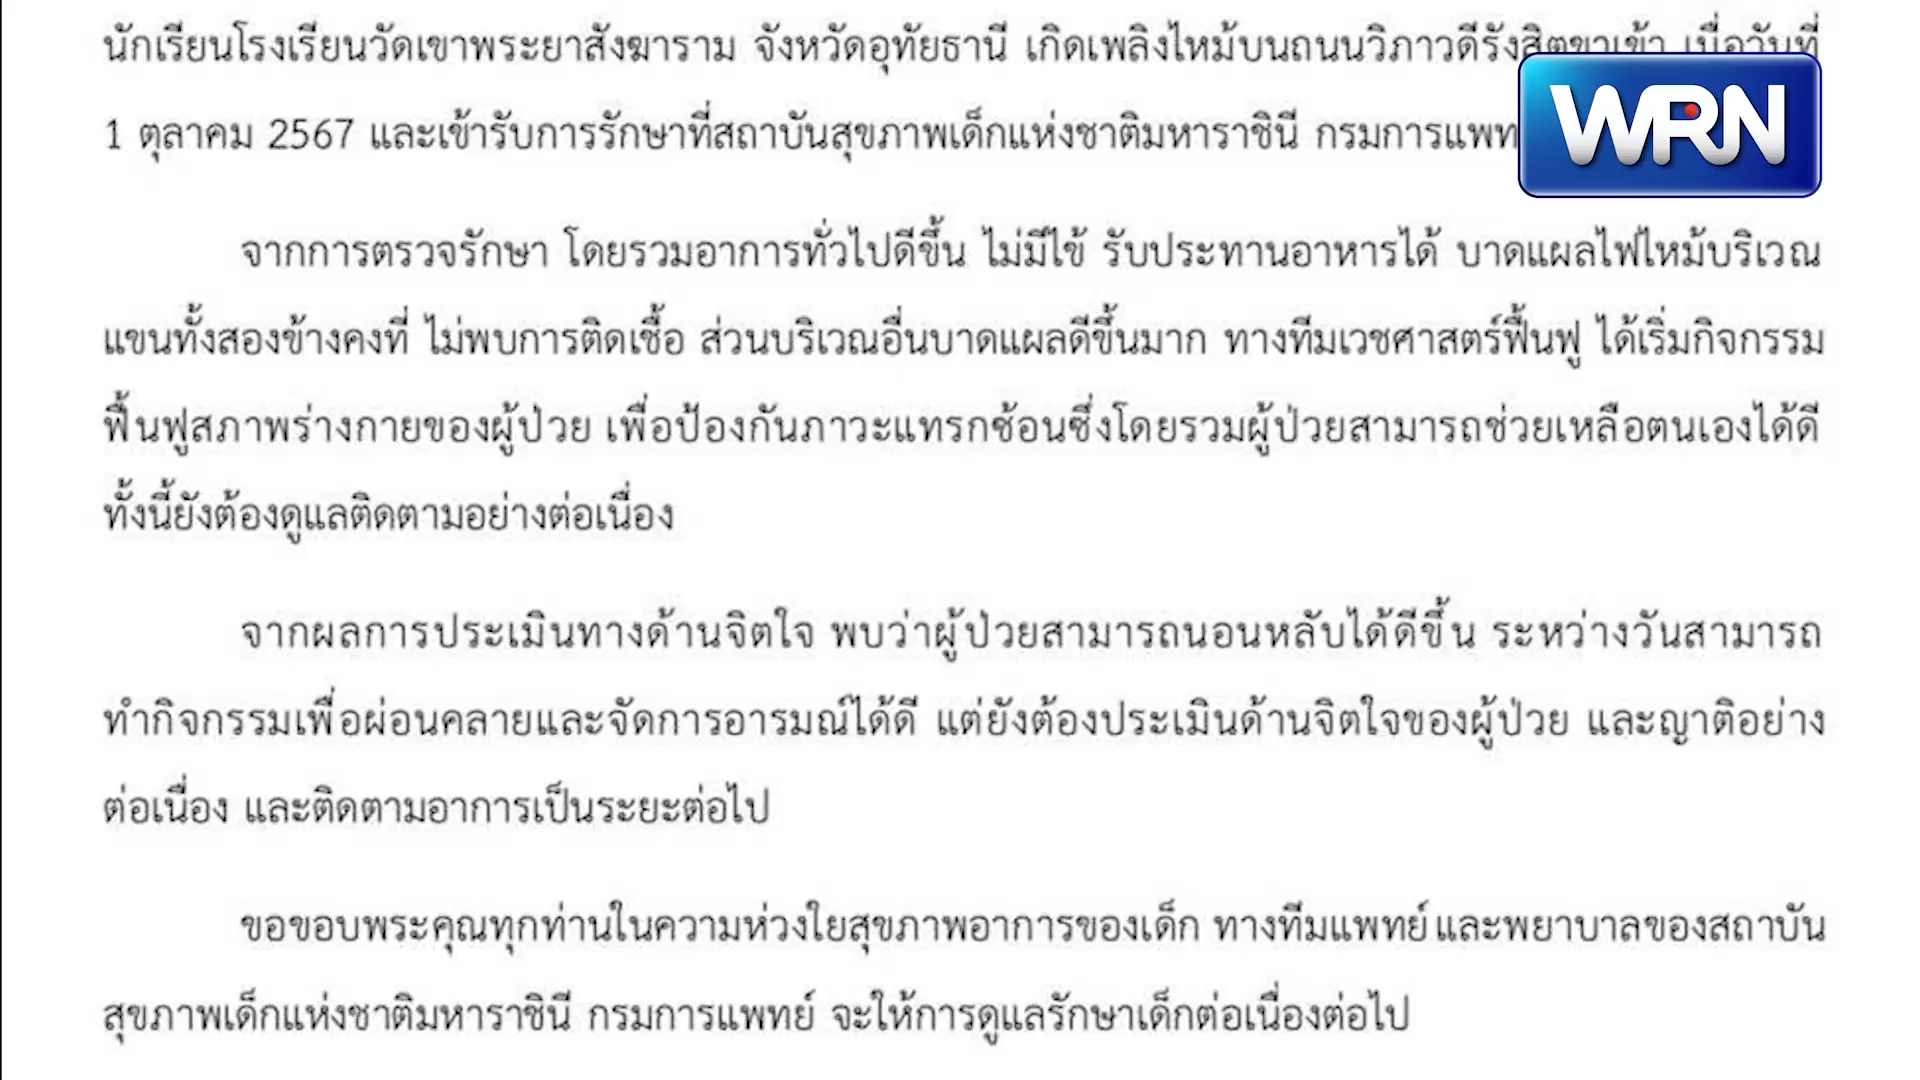 นักเรียนโรงเรียนวัดเขาพระยาสังฆาราม จังหวัดอุทัยธานี เกิดเพลิงไหม้บนถนนวิภาวดีรังสิตขาเข้า เมื่อวันที่
1 ตุลาคม 2567 และเข้ารับการรักษาที่สถาบันสุขภาพเด็กแห่งชาติมหาราชินี กรมการแพท
WRN
จากการตรวจรักษา โดยรวมอาการทั่วไปดีขึ้น ไม่มีไข้ รับประทานอาหารได้ บาดแผลไฟไหม้บริเวณ
แขนทั้งสองข้างคงที่ ไม่พบการติดเชื้อ ส่วนบริเวณอื่นบาดแผลดีขึ้นมาก ทางทีมเวชศาสตร์ฟื้นฟู ได้เริ่มกิจกรรม
ฟื้นฟูสภาพร่างกายของผู้ป่วย เพื่อป้องกันภาวะแทรกซ้อนซึ่งโดยรวมผู้ป่วยสามารถช่วยเหลือตนเองได้ดี
ทั้งนี้ยังต้องดูแลติดตามอย่างต่อเนื่อง
จากผลการประเมินทางด้านจิตใจ พบว่าผู้ป่วยสามารถนอนหลับได้ดีขึ้น ระหว่างวันสามารถ
ทำกิจกรรมเพื่อผ่อนคลายและจัดการอารมณ์ได้ดี แต่ยังต้องประเมินด้านจิตใจของผู้ป่วย และญาติอย่าง
ต่อเนื่อง และติดตามอาการเป็นระยะต่อไป
ขอขอบพระคุณทุกท่านในความห่วงใยสุขภาพอาการของเด็ก ทางทีมแพทย์และพยาบาลของสถาบัน
สุขภาพเด็กแห่งชาติมหาราชินี กรมการแพทย์ จะให้การดูแลรักษาเด็กต่อเนื่องต่อไป